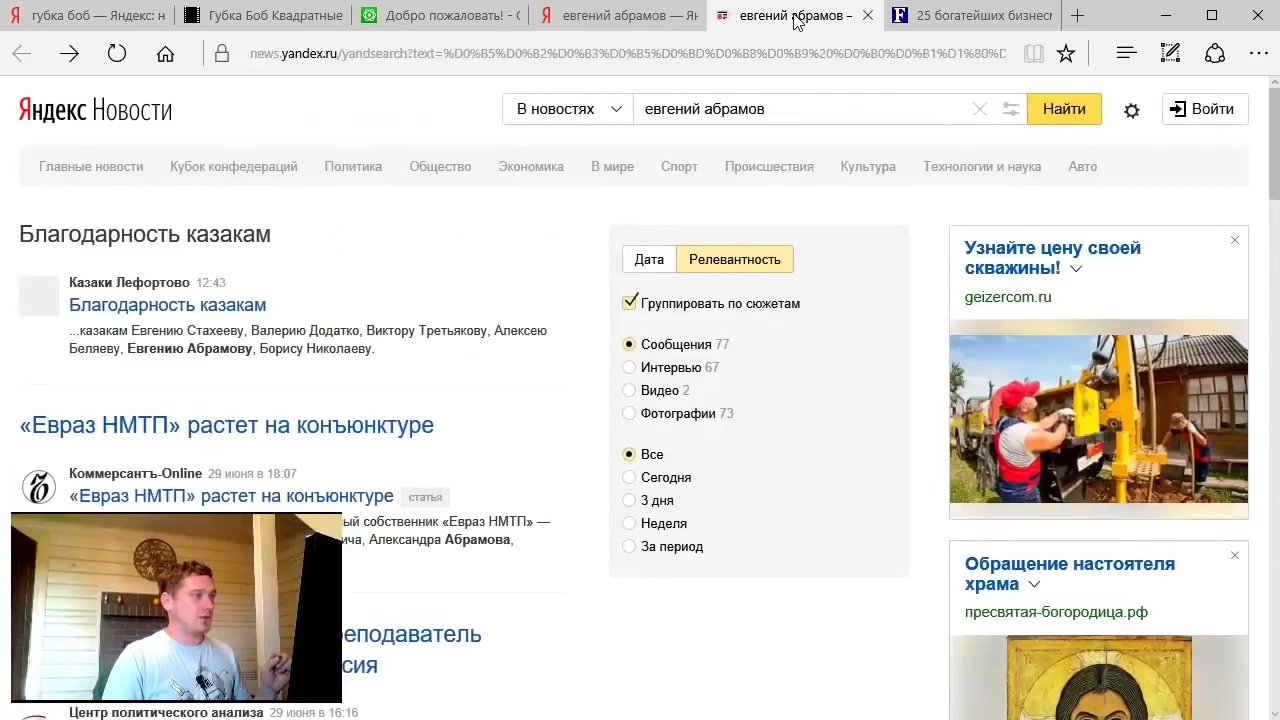 яндекс — Яндекс н
Губка Боб Квадратные
Добро пожаловать! - С
евгений абрамов — Ян
евгений абрамов –
25 богатейших бизнес
news.yandex.ru/yandsearch?text=%D0%B5%D0%B2%D0%B3%D0%B5%D0%BD%D0%B8%D0%B9%20%D0%B0%D0%B1%D1%80%D
Яндекс Новости
В новостях
евгений абрамов
Найти
Войти
Главные новости
Кубок конфедераций
Политика
Общество
Экономика
В мире
Спорт
Происшествия
Культура
Технологии и наука
Авто
Благодарность казакам
Казаки Лефортово 12:43
Благодарность казакам
...казакам Евгению Стахееву, Валерию Додатко, Виктору Третьякову, Алексею
Беляеву, Евгению Абрамову, Борису Николаеву.
«Евраз НМТП» растет на конъюнктуре
Коммерсантъ-Online 29 июня в 18:07
«Евраз НМТП» растет на конъюнктуре статья
ый собственник «Евраз НМТП» —
ича, Александра Абрамова,
еподаватель
сия
Центр политического анализа 29 июня в 16:16
Дата
Релевантность
Группировать по сюжетам
Сообщения 77
Интервью 67
Видео 2
Фотографии 73
Все
Сегодня
3 дня
Неделя
За период
Узнайте цену своей
скважины!
geizercom.ru
Обращение настоятеля
храма
пресвятая-богородица.рф